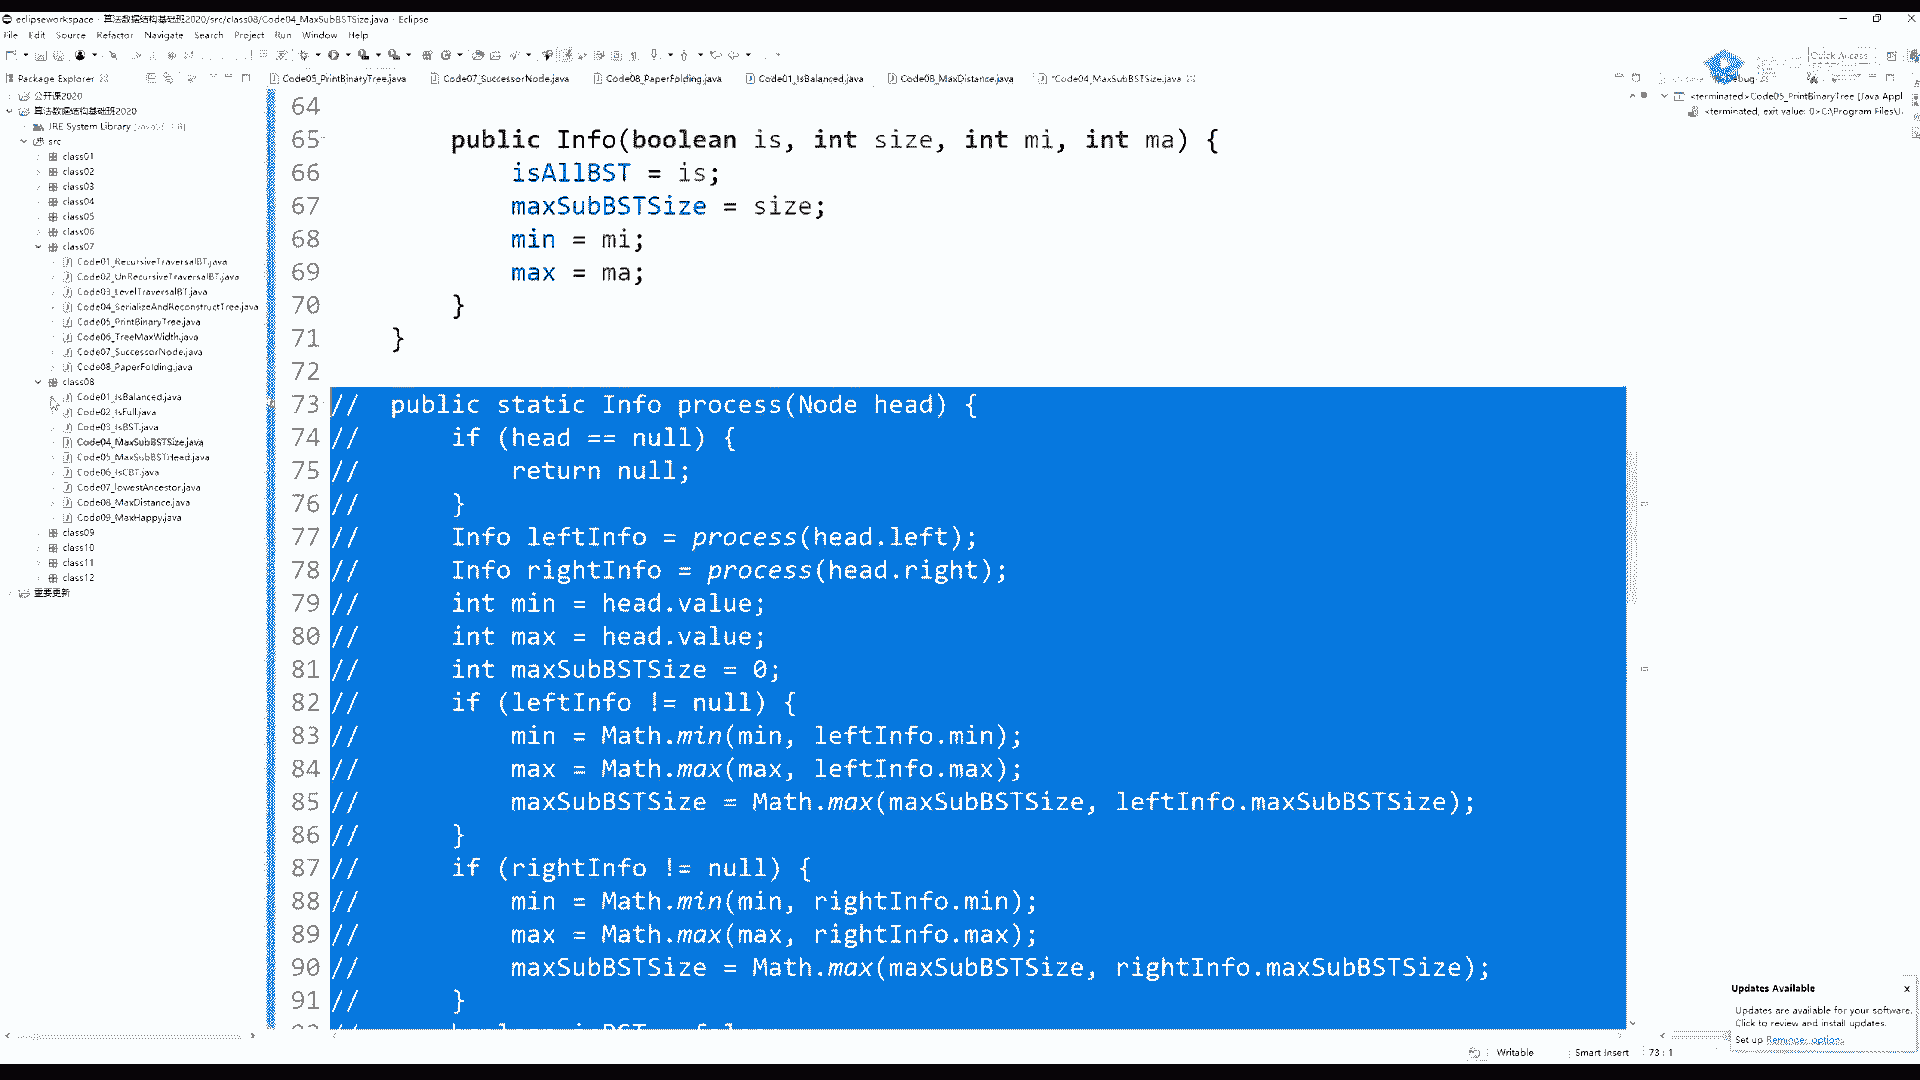 eclipseworkspace - 算法数据结构基础班2020/src/class08/Code04_MaxSubBSTSize.java - Eclipse
File Edit Source Refactor Navigate Search Project Run Window Help
Quick Access
Package Explorer
Code05_PrintBinaryTree.java
Code07_SuccessorNode.java
Code08_PaperFolding.java
Code01_IsBalanced.java
Code08_MaxDistance.java
*Code04_MaxSubBSTSize.java
公开课2020
算法数据结构基础班2020
JRE System Library
src
class01
class02
class03
class04
class05
class06
class07
Code01_RecursiveTraversalBT.java
Code02_UnRecursiveTraversalBT.java
Code03_LevelTraversalBT.java
Code04_SerializeAndReconstructTree.java
Code05_PrintBinaryTree.java
Code06_TreeMaxWidth.java
Code07_SuccessorNode.java
Code08_PaperFolding.java
class08
Code01_IsBalanced.java
Code02_IsFull.java
Code03_IsBST.java
Code04_MaxSubBSTSize.java
Code05_MaxSubBSTHead.java
Code06_IsCBT.java
Code07_lowestAncestor.java
Code08_MaxDistance.java
Code09_MaxHappy.java
class09
class10
class11
class12
重要更新
64
65 public Info(boolean is, int size, int mi, int ma) {
66 isAllBST = is;
67 maxSubBSTSize = size;
68 min = mi;
69 max = ma;
70 }
71 }
72
73 // public static Info process(Node head) {
74 // if (head == null) {
75 // return null;
76 // }
77 // Info leftInfo = process(head.left);
78 // Info rightInfo = process(head.right);
79 // int min = head.value;
80 // int max = head.value;
81 // int maxSubBSTSize = 0;
82 // if (leftInfo != null) {
83 // min = Math.min(min, leftInfo.min);
84 // max = Math.max(max, leftInfo.max);
85 // maxSubBSTSize = Math.max(maxSubBSTSize, leftInfo.maxSubBSTSize);
86 // }
87 // if (rightInfo != null) {
88 // min = Math.min(min, rightInfo.min);
89 // max = Math.max(max, rightInfo.max);
90 // maxSubBSTSize = Math.max(maxSubBSTSize, rightInfo.maxSubBSTSize);
91 // }
<terminated>Code05_PrintBinaryTree [Java Appl
<terminated, exit value: 0>C:\Program Files\J
Updates Available
Updates are available for your software.
Click to review and install updates.
Set up Reminder options
Writable
Smart Insert
73 : 1